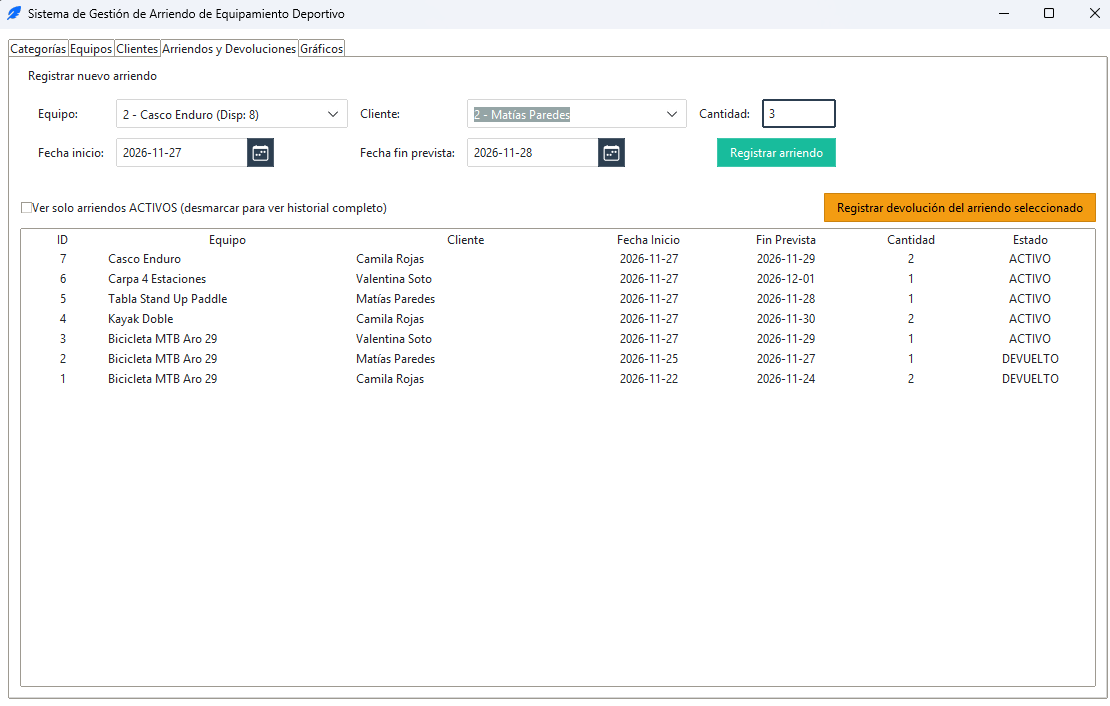 Sistema de Gestión de Arriendo de Equipamiento Deportivo
Categorías Equipos Clientes Arriendos y Devoluciones Gráficos
Registrar nuevo arriendo
Equipo: 2 - Casco Enduro (Disp: 8) Cliente: 2 - Matías Paredes Cantidad: 3
Fecha inicio: 2026-11-27 Fecha fin prevista: 2026-11-28 Registrar arriendo
Ver solo arriendos ACTIVOS (desmarcar para ver historial completo) Registrar devolución del arriendo seleccionado
ID Equipo Cliente Fecha Inicio Fin Prevista Cantidad Estado
7 Casco Enduro Camila Rojas 2026-11-27 2026-11-29 2 ACTIVO
6 Carpa 4 Estaciones Valentina Soto 2026-11-27 2026-12-01 1 ACTIVO
5 Tabla Stand Up Paddle Matías Paredes 2026-11-27 2026-11-28 1 ACTIVO
4 Kayak Doble Camila Rojas 2026-11-27 2026-11-30 2 ACTIVO
3 Bicicleta MTB Aro 29 Valentina Soto 2026-11-27 2026-11-29 1 ACTIVO
2 Bicicleta MTB Aro 29 Matías Paredes 2026-11-25 2026-11-27 1 DEVUELTO
1 Bicicleta MTB Aro 29 Camila Rojas 2026-11-22 2026-11-24 2 DEVUELTO